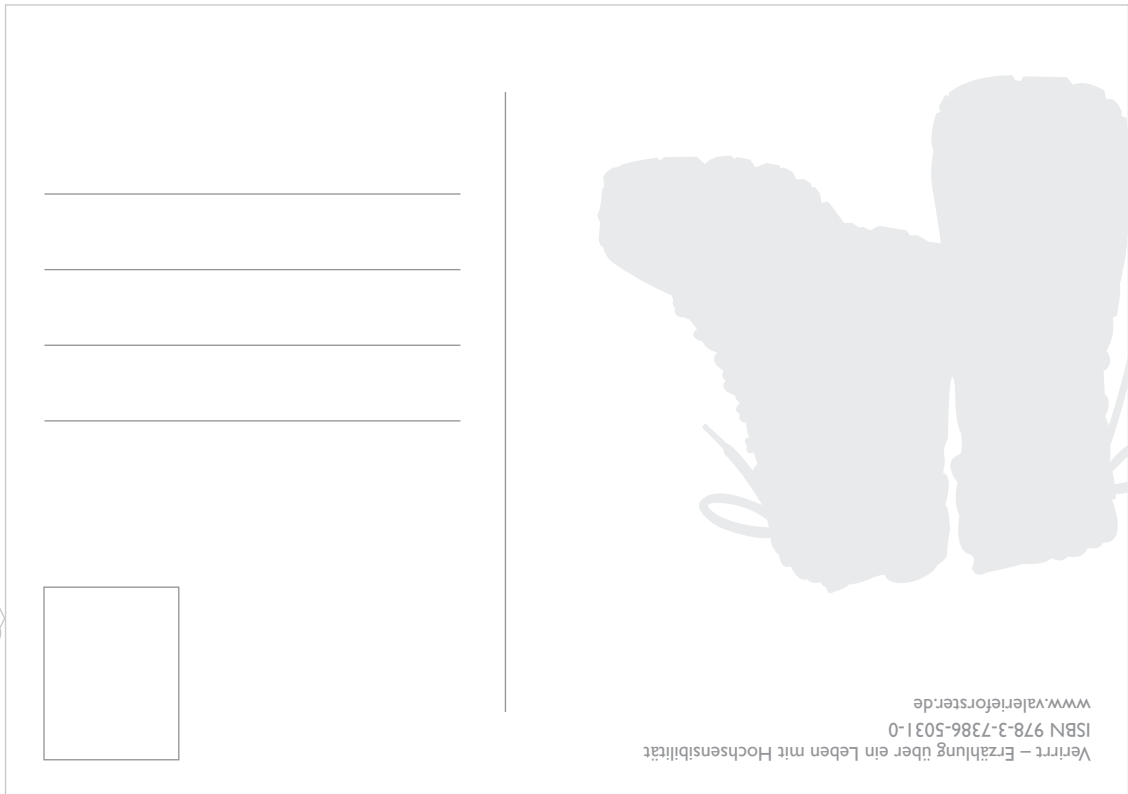 Verirrt – Erzählung über ein Leben mit Hochsensibilität
ISBN 978-3-7386-5031-0
www.valerieforster.de